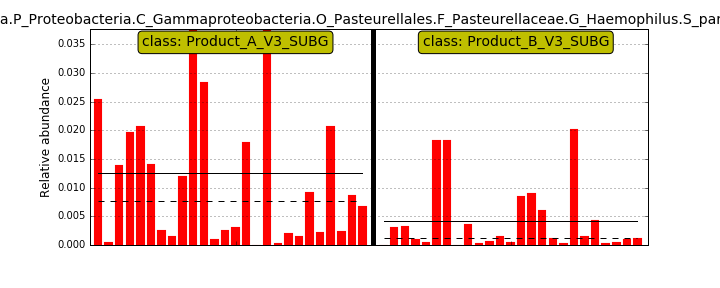 a.P_Proteobacteria.C_Gammaproteobacteria.O_Pasteurellales.F_Pasteurellaceae.G_Haemophilus.S_par
class: Product_A_V3_SUBG
class: Product_B_V3_SUBG
Relative abundance
0.035
0.030
0.025
0.020
0.015
0.010
0.005
0.000